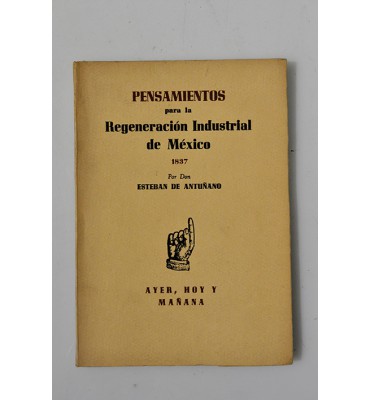 PENSAMIENTOS
para la
Regeneración Industrial
de México
1837
Por Don
ESTEBAN DE ANTUÑANO
AYER, HOY Y
MAÑANA